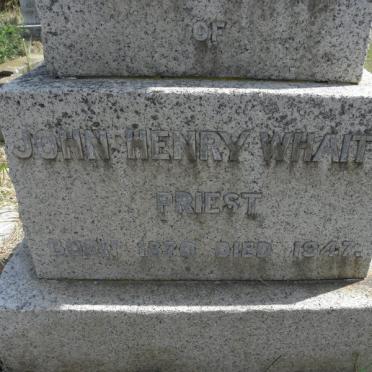 OF
JOHN HENRY WHAIT
PRIEST
BORN 1870 DIED 1947.